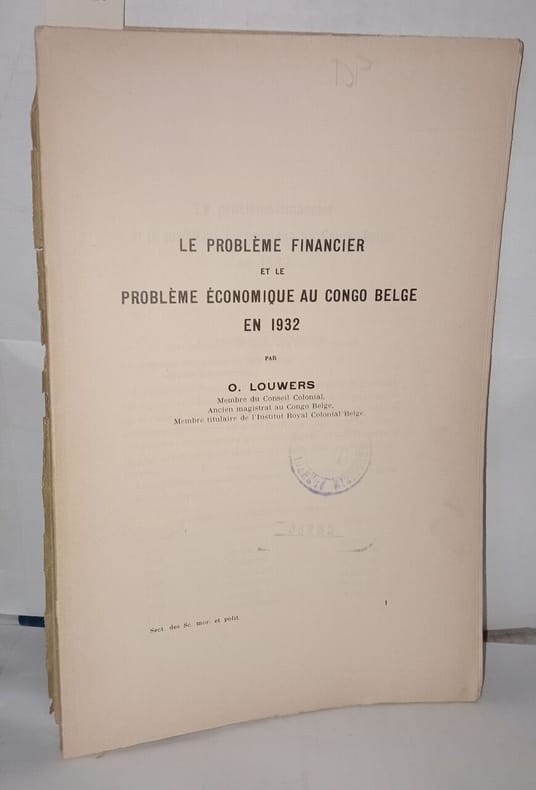 LE PROBLÈME FINANCIER
ET LE
PROBLÈME ÉCONOMIQUE AU CONGO BELGE
EN 1932
PAR
O. LOUWERS
Membre du Conseil Colonial,
Ancien magistrat au Congo Belge,
Membre titulaire de l'Institut Royal Colonial Belge.
1
Sect. des Sc. mor. et polit.